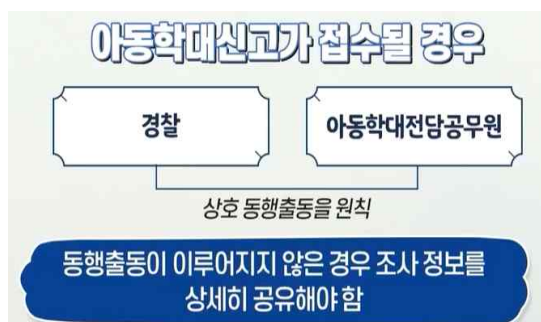 아동학대신고가 접수될 경우
경찰
아동학대전담공무원
상호 동행출동을 원칙
동행출동이 이루어지지 않은 경우 조사 정보를
상세히 공유해야 함